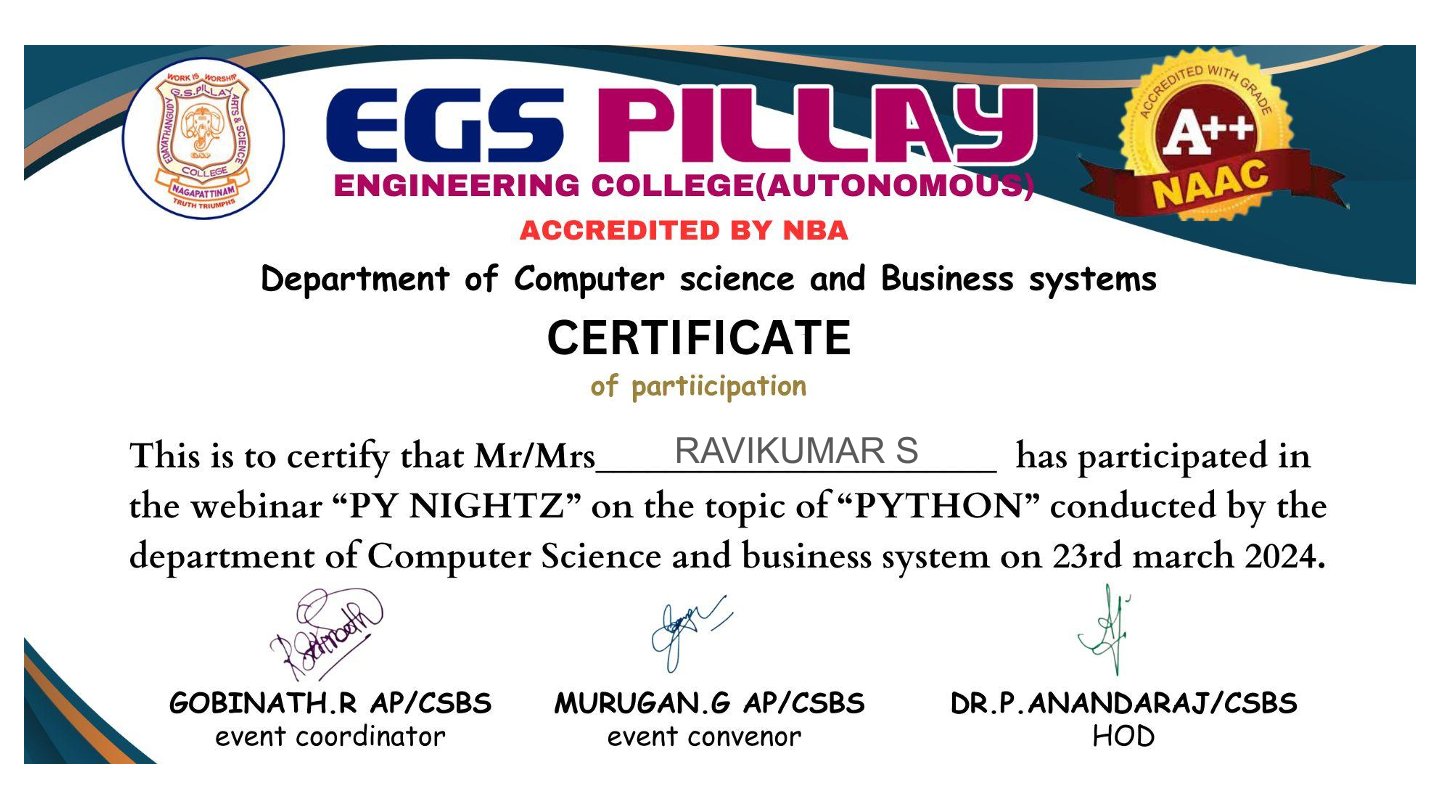 WORK IS WORSHIP
E.G.S.PILLAY
EDAYATHANGUDY
ARTS & SCIENCE
COLLEGE
NAGAPATTINAM
TRUTH TRIUMPHS
EGS PILLAY
ENGINEERING COLLEGE(AUTONOMOUS)
ACCREDITED BY NBA
ACCREDITED WITH GRADE
A++
NAAC
Department of Computer science and Business systems
CERTIFICATE
of partiicipation
This is to certify that Mr/Mrs____________________ RAVIKUMAR S has participated in
the webinar “PY NIGHTZ” on the topic of “PYTHON” conducted by the
department of Computer Science and business system on 23rd march 2024.
GOBINATH.R AP/CSBS
event coordinator
MURUGAN.G AP/CSBS
event convenor
DR.P.ANANDARAJ/CSBS
HOD